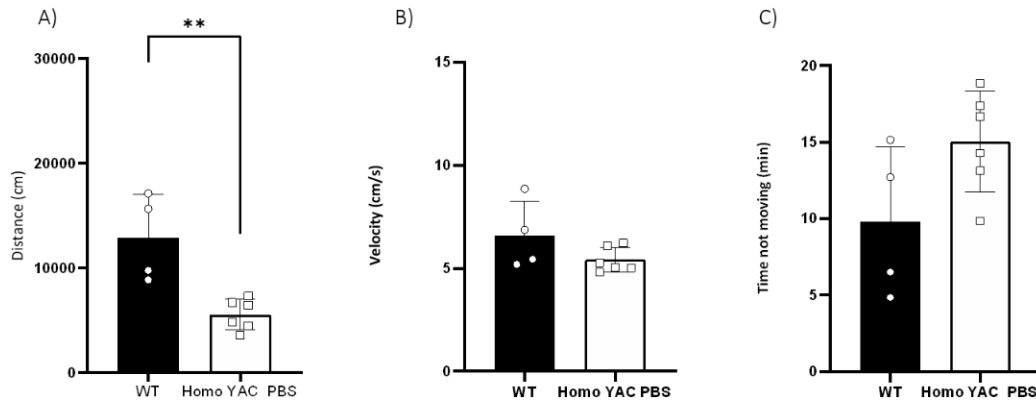 A)
**
Distance (cm)
30000
20000
10000
0
WT Homo YAC PBS
B)
Velocity (cm/s)
15
10
5
0
WT Homo YAC PBS
C)
Time not moving (min)
20
15
10
5
0
WT Homo YAC PBS